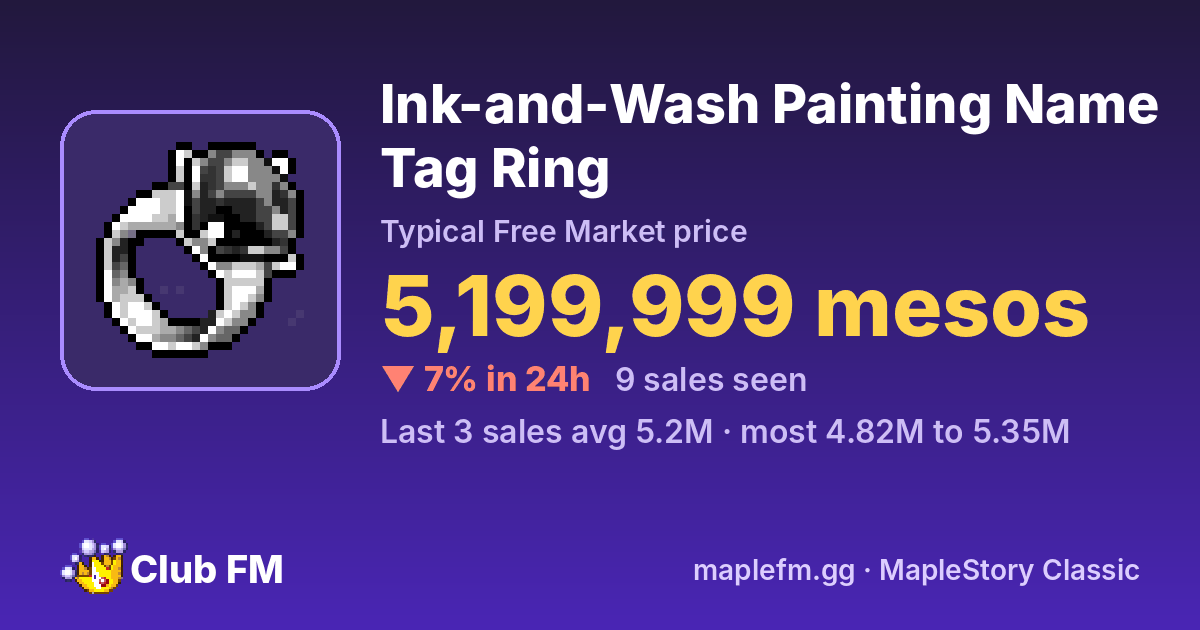 Ink-and-Wash Painting Name
Tag Ring
Typical Free Market price
5,199,999 mesos
▼ 7% in 24h 9 sales seen
Last 3 sales avg 5.2M · most 4.82M to 5.35M
Club FM
maplefm.gg · MapleStory Classic